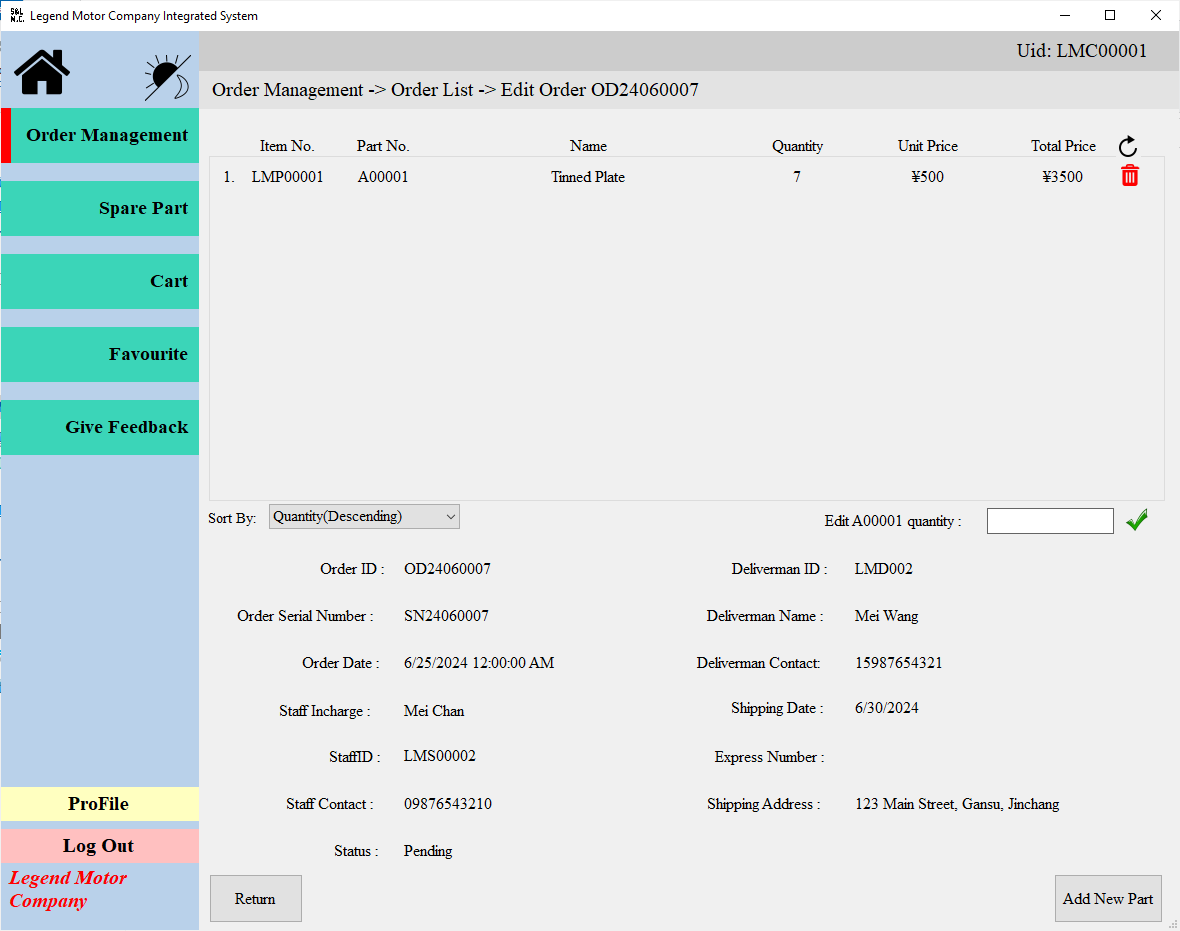 S&L
M.C.
Legend Motor Company Integrated System
Uid: LMC00001
Order Management -> Order List -> Edit Order OD24060007
Order Management
Spare Part
Cart
Favourite
Give Feedback
ProFile
Log Out
Legend Motor
Company
Item No. Part No. Name Quantity Unit Price Total Price
1. LMP00001 A00001 Tinned Plate 7 ¥500 ¥3500
Sort By: Quantity(Descending) Edit A00001 quantity :
Order ID : OD24060007
Order Serial Number : SN24060007
Order Date : 6/25/2024 12:00:00 AM
Staff Incharge : Mei Chan
StaffID : LMS00002
Staff Contact : 09876543210
Status : Pending
Deliverman ID : LMD002
Deliverman Name : Mei Wang
Deliverman Contact: 15987654321
Shipping Date : 6/30/2024
Express Number :
Shipping Address : 123 Main Street, Gansu, Jinchang
Return
Add New Part